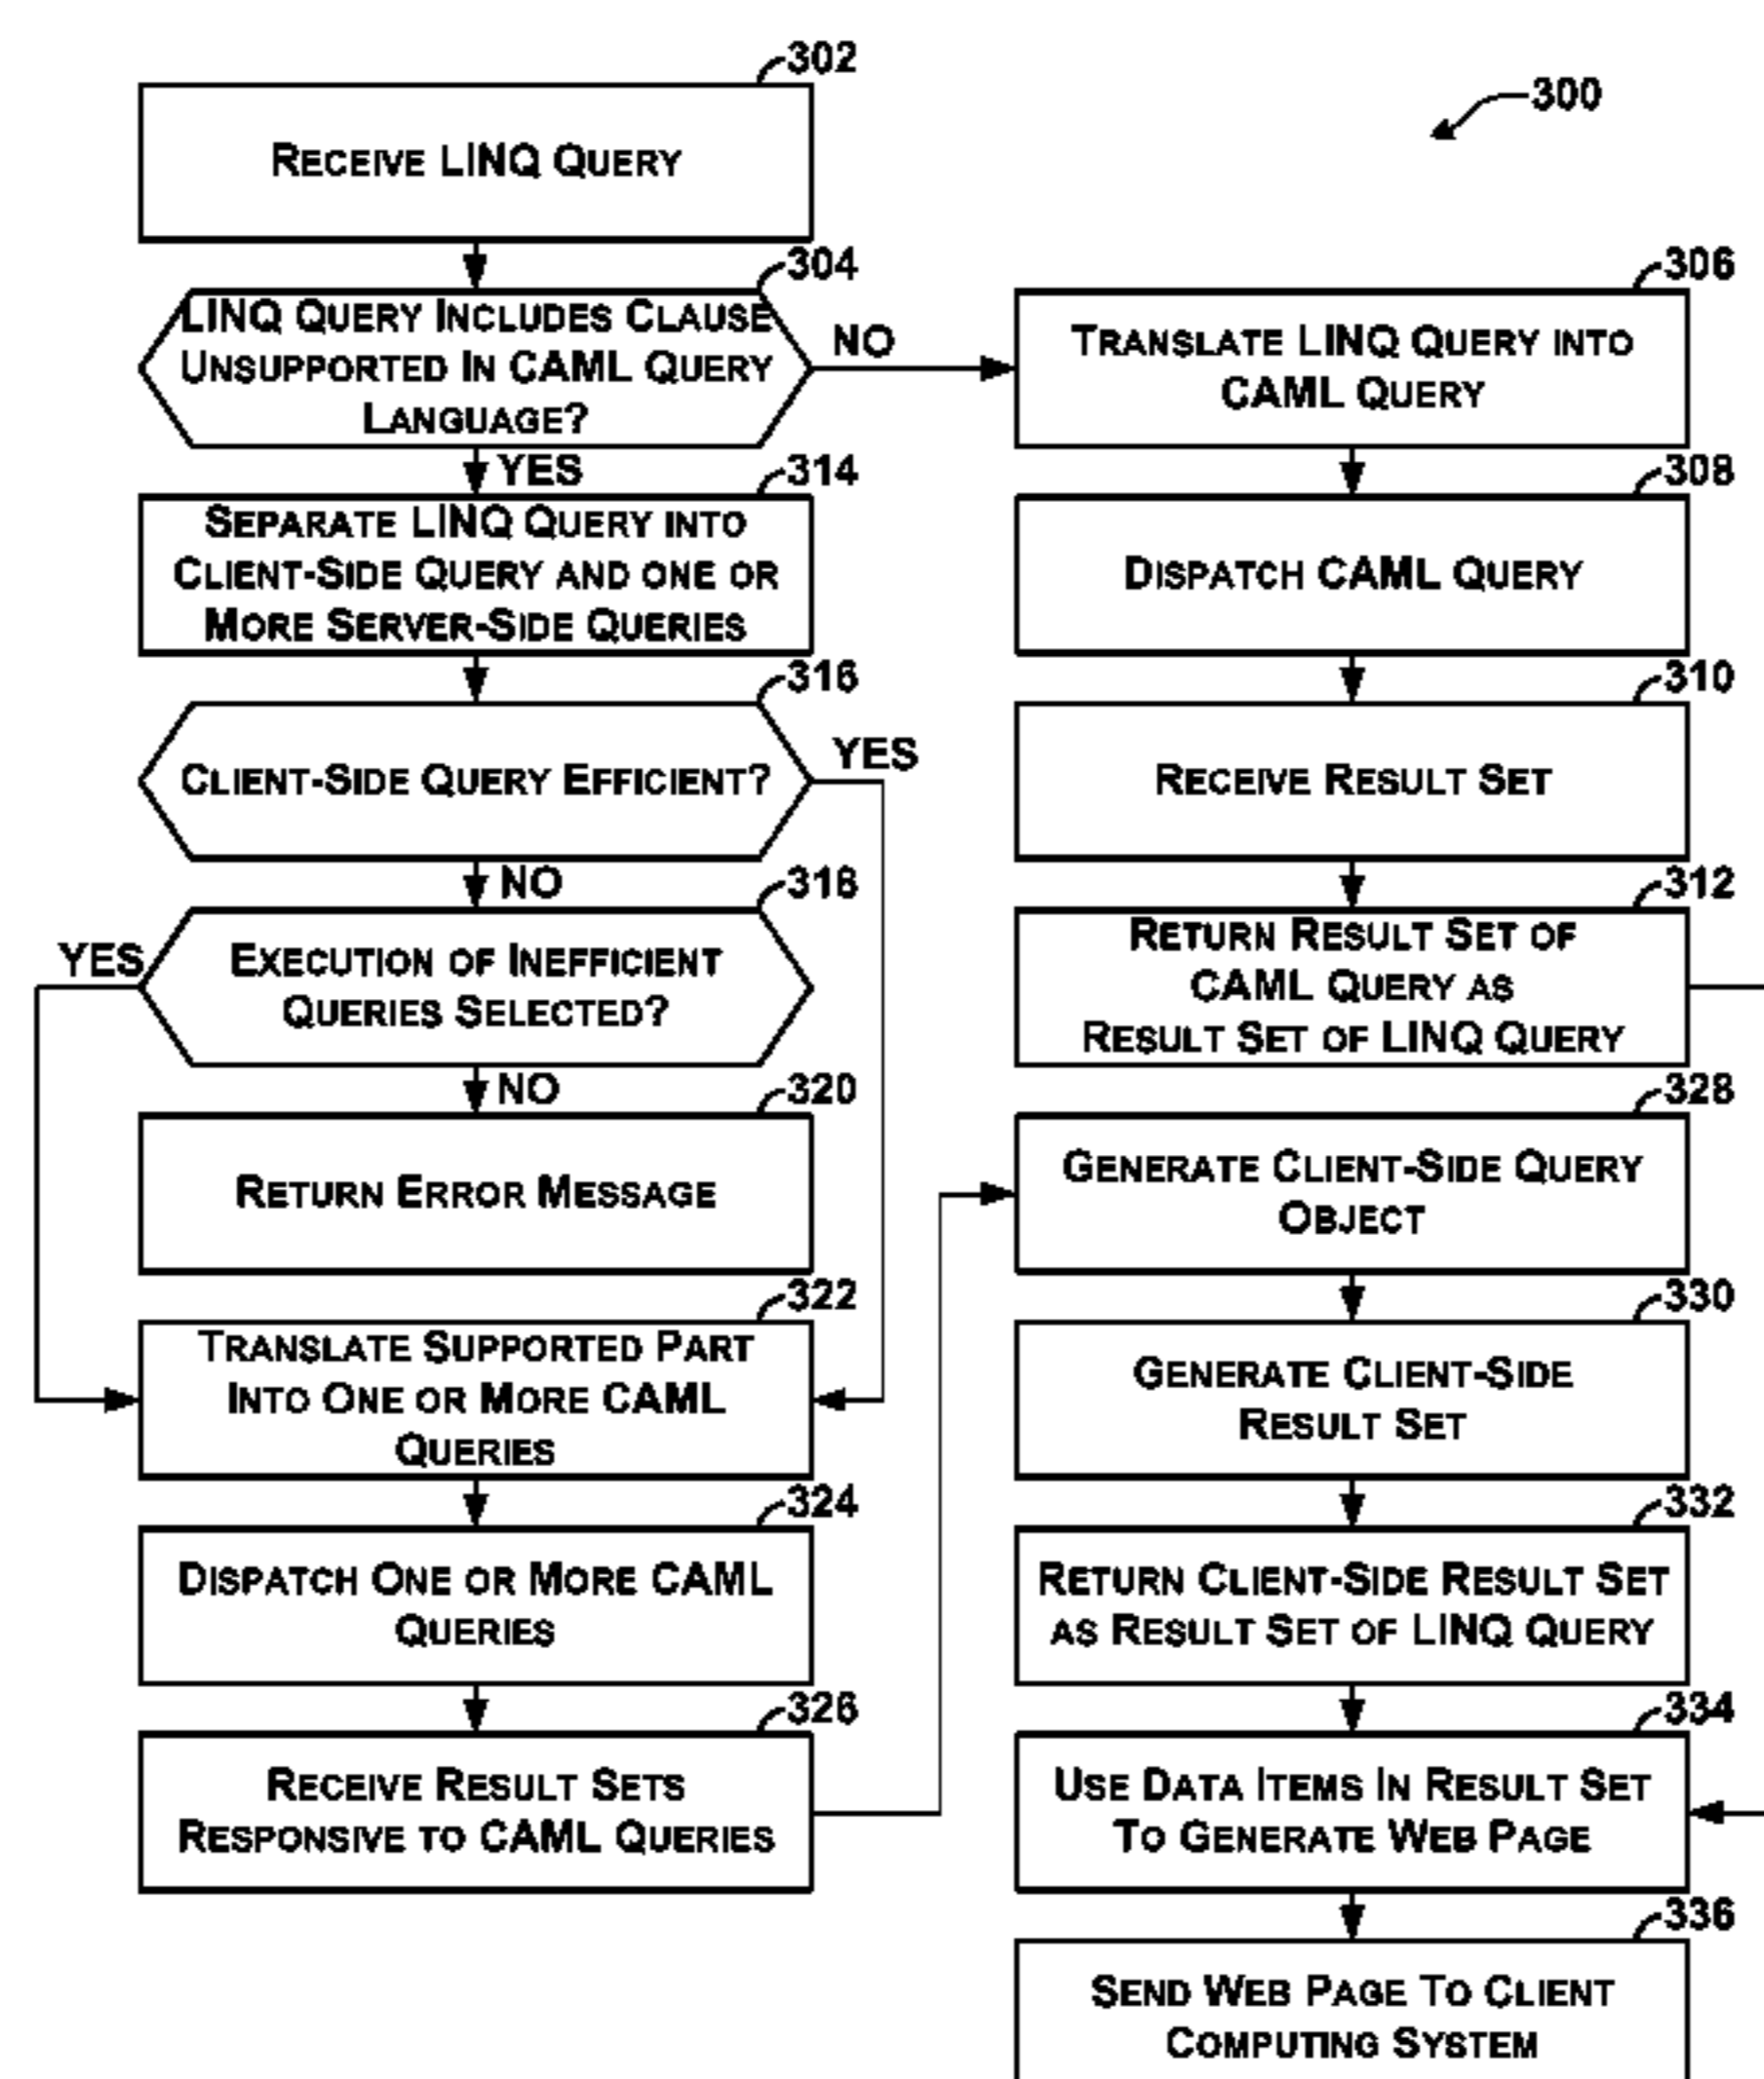 302
300
RECEIVE LINQ QUERY
304
LINQ QUERY INCLUDES CLAUSE
UNSUPPORTED IN CAML QUERY
LANGUAGE?
NO
YES
306
TRANSLATE LINQ QUERY INTO
CAML QUERY
314
SEPARATE LINQ QUERY INTO
CLIENT-SIDE QUERY AND ONE OR
MORE SERVER-SIDE QUERIES
308
DISPATCH CAML QUERY
316
CLIENT-SIDE QUERY EFFICIENT?
YES
NO
310
RECEIVE RESULT SET
318
EXECUTION OF INEFFICIENT
QUERIES SELECTED?
YES
NO
312
RETURN RESULT SET OF
CAML QUERY AS
RESULT SET OF LINQ QUERY
320
RETURN ERROR MESSAGE
328
GENERATE CLIENT-SIDE QUERY
OBJECT
322
TRANSLATE SUPPORTED PART
INTO ONE OR MORE CAML
QUERIES
330
GENERATE CLIENT-SIDE
RESULT SET
324
DISPATCH ONE OR MORE CAML
QUERIES
332
RETURN CLIENT-SIDE RESULT SET
AS RESULT SET OF LINQ QUERY
326
RECEIVE RESULT SETS
RESPONSIVE TO CAML QUERIES
334
USE DATA ITEMS IN RESULT SET
TO GENERATE WEB PAGE
336
SEND WEB PAGE TO CLIENT
COMPUTING SYSTEM